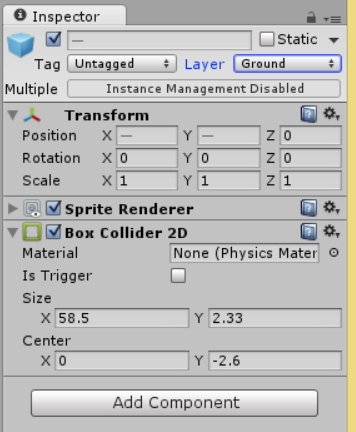 Inspector
— Static
Tag Untagged Layer Ground
Multiple Instance Management Disabled
Transform
Position X — Y — Z 0
Rotation X 0 Y 0 Z 0
Scale X 1 Y 1 Z 1
Sprite Renderer
Box Collider 2D
Material None (Physics Mater
Is Trigger
Size
X 58.5 Y 2.33
Center
X 0 Y -2.6
Add Component